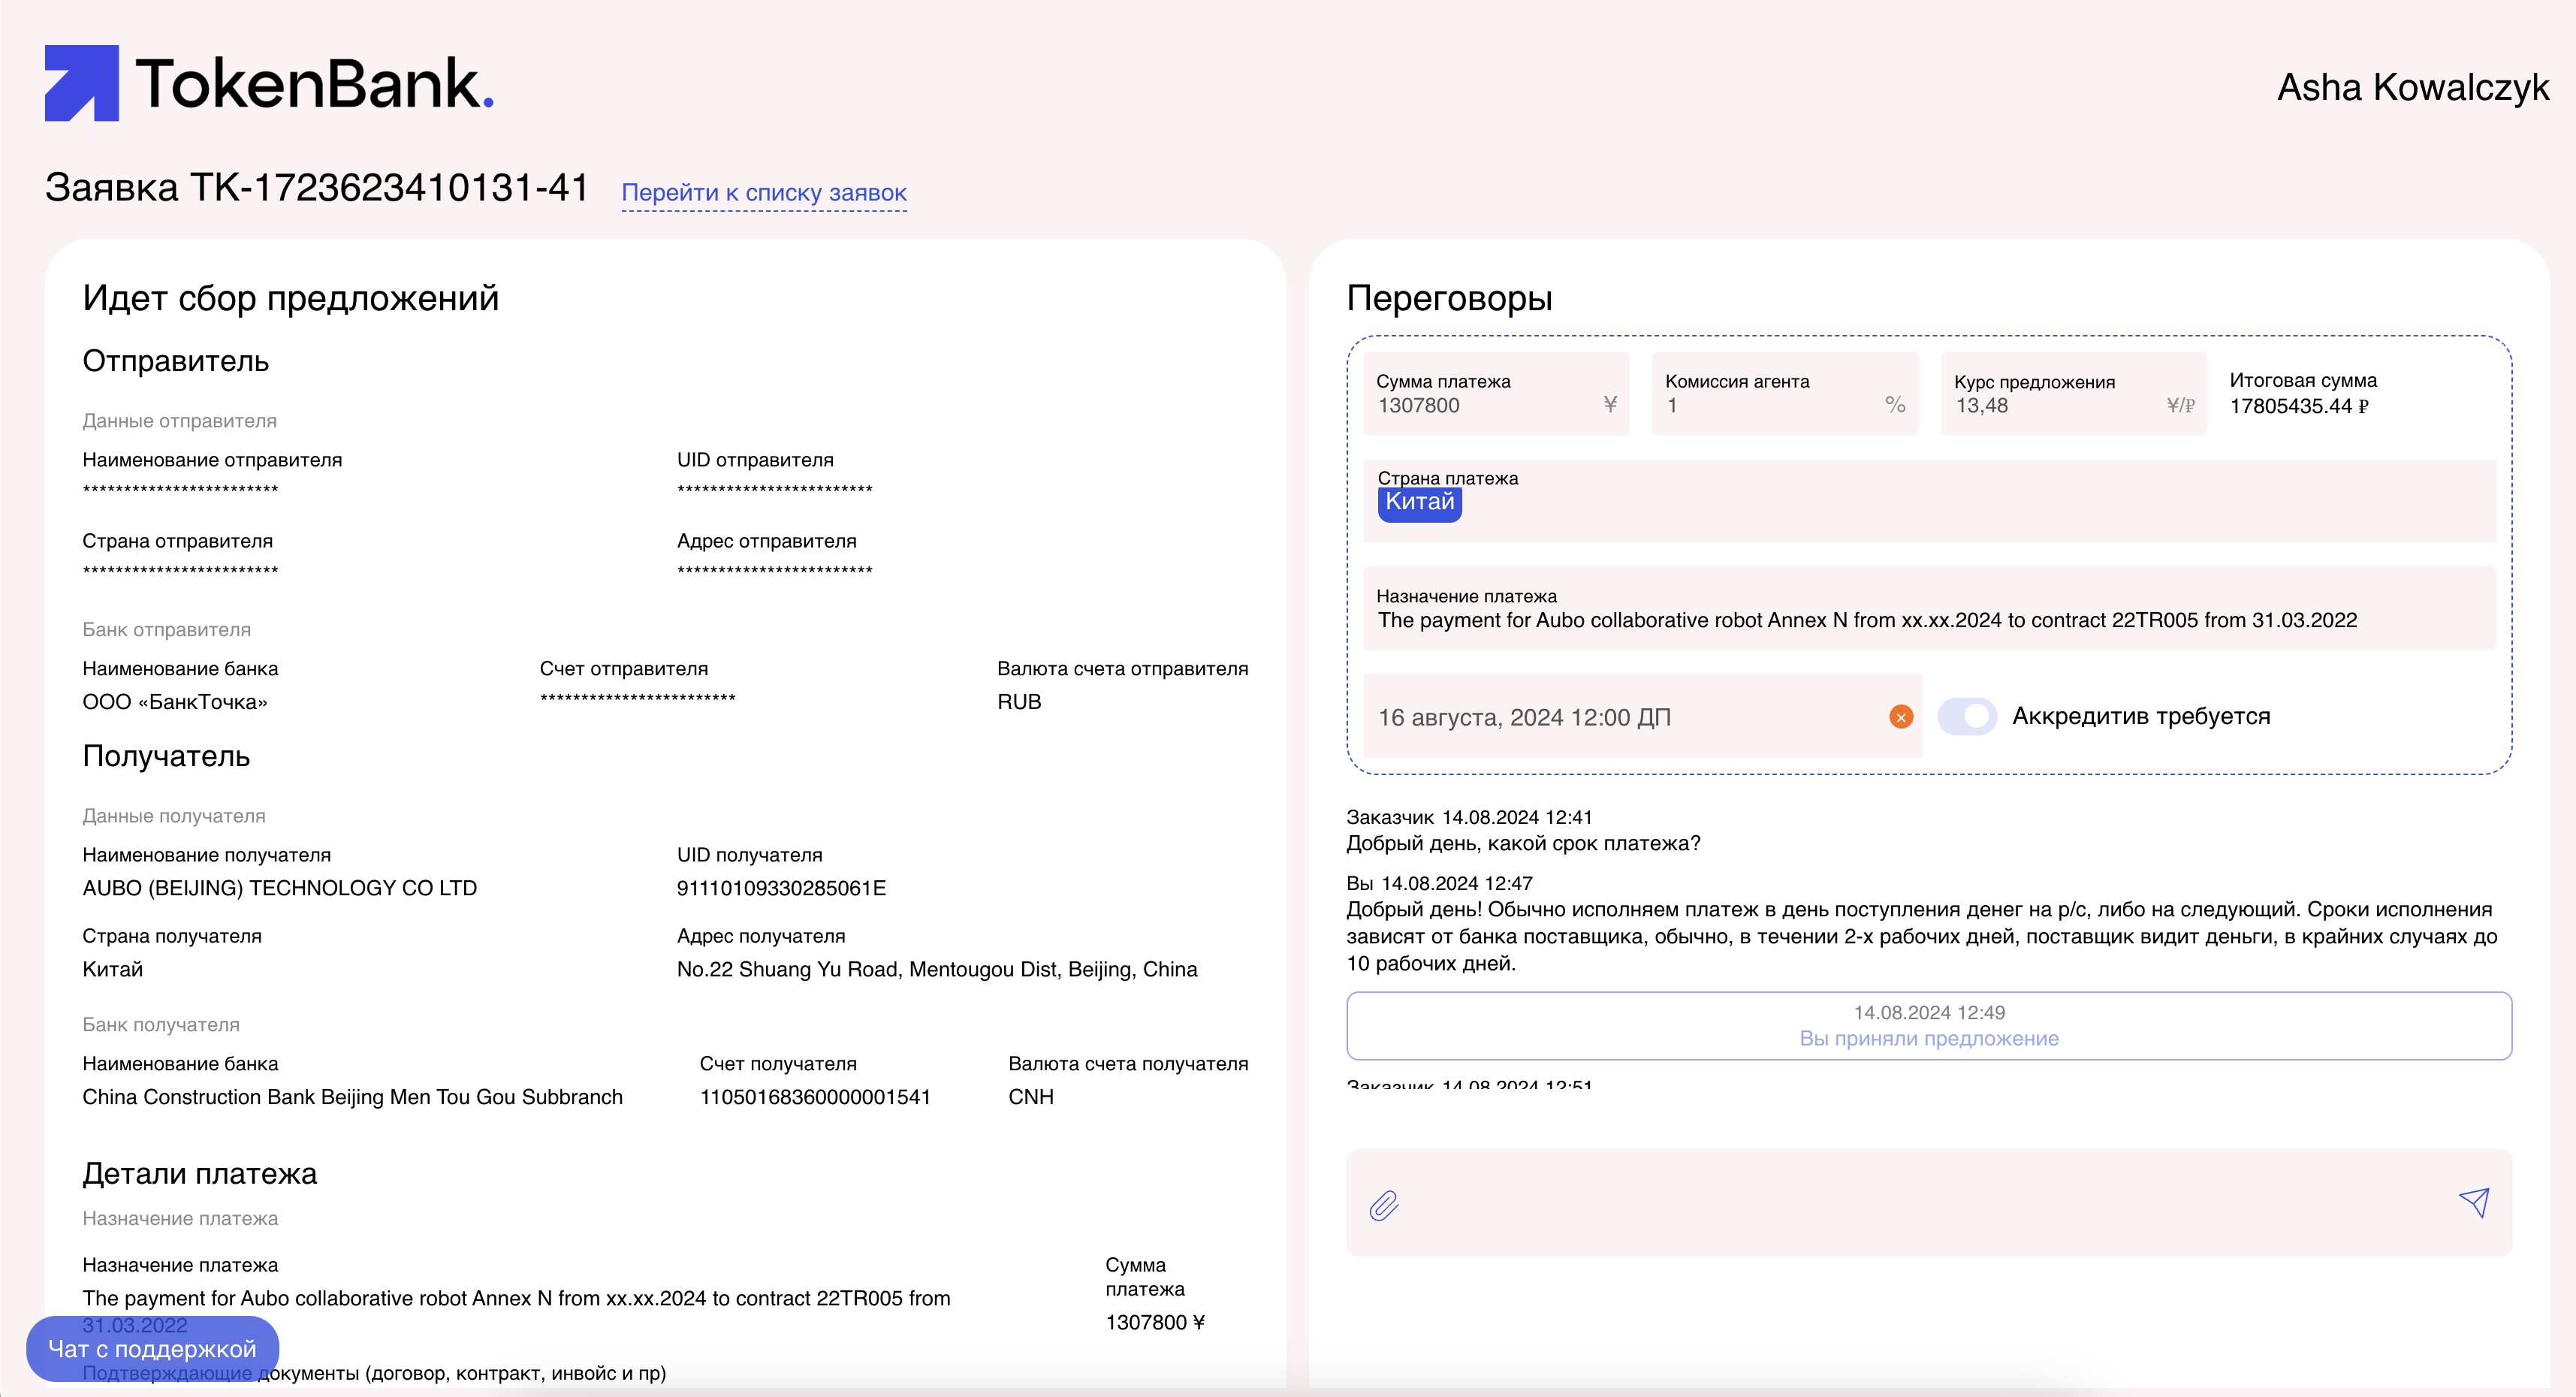 TokenBank.
Asha Kowalczyk
Заявка TK-1723623410131-41 Перейти к списку заявок
Идет сбор предложений
Отправитель
Данные отправителя
Наименование отправителя UID отправителя
************************ ************************
Страна отправителя Адрес отправителя
************************ ************************
Банк отправителя
Наименование банка Счет отправителя Валюта счета отправителя
ООО «БанкТочка» ************************ RUB
Получатель
Данные получателя
Наименование получателя UID получателя
AUBO (BEIJING) TECHNOLOGY CO LTD 91110109330285061E
Страна получателя Адрес получателя
Китай No.22 Shuang Yu Road, Mentougou Dist, Beijing, China
Банк получателя
Наименование банка Счет получателя Валюта счета получателя
China Construction Bank Beijing Men Tou Gou Subbranch 11050168360000001541 CNH
Детали платежа
Назначение платежа
Назначение платежа
The payment for Aubo collaborative robot Annex N from xx.xx.2024 to contract 22TR005 from
31.03.2022
Сумма
платежа
1307800 ¥
Чат с поддержкой
Подтверждающие документы (договор, контракт, инвойс и пр)
Переговоры
Сумма платежа
1307800 ¥
Комиссия агента
1 %
Курс предложения
13,48 ¥/₽
Итоговая сумма
17805435.44 ₽
Страна платежа
Китай
Назначение платежа
The payment for Aubo collaborative robot Annex N from xx.xx.2024 to contract 22TR005 from 31.03.2022
16 августа, 2024 12:00 ДП
Аккредитив требуется
Заказчик 14.08.2024 12:41
Добрый день, какой срок платежа?
Вы 14.08.2024 12:47
Добрый день! Обычно исполняем платеж в день поступления денег на р/с, либо на следующий. Сроки исполнения
зависят от банка поставщика, обычно, в течении 2-х рабочих дней, поставщик видит деньги, в крайних случаях до
10 рабочих дней.
14.08.2024 12:49
Вы приняли предложение
Заказчик 14.08.2024 12:51